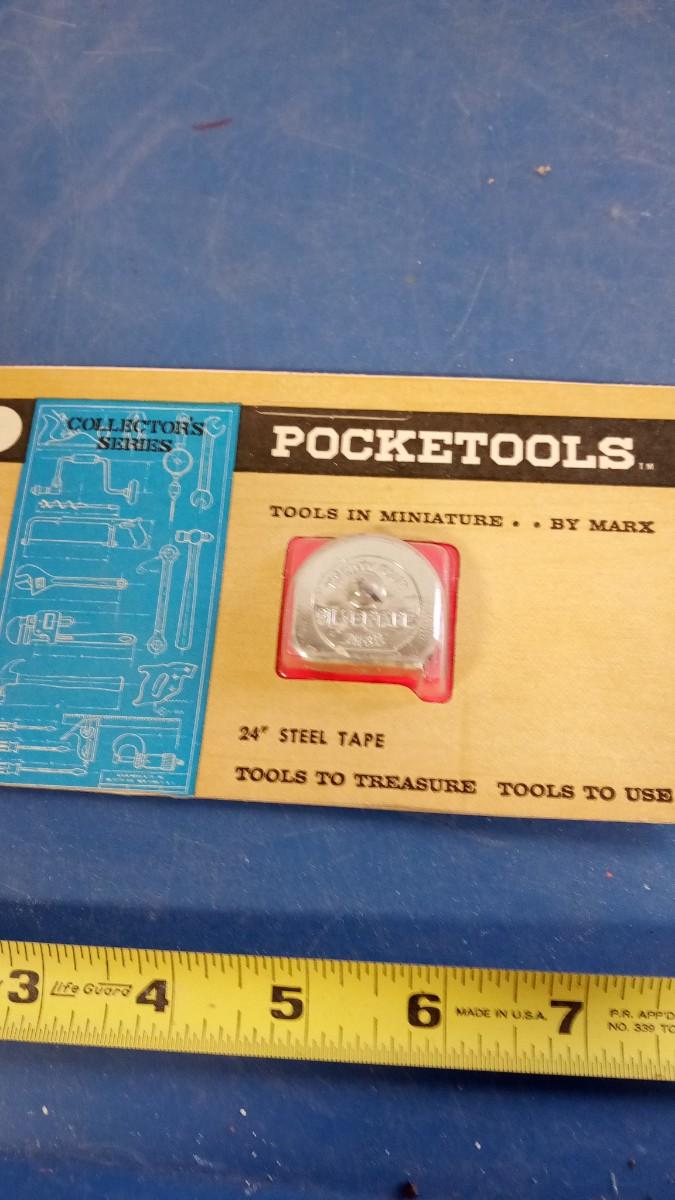 COLLECTOR'S
SERIES
POCKETOOLS TM
TOOLS IN MINIATURE . . BY MARX
24" STEEL TAPE
TOOLS TO TREASURE TOOLS TO USE
3 Life Guard 4 5 6 MADE IN U.S.A. 7 P.R. APP'D
NO. 339